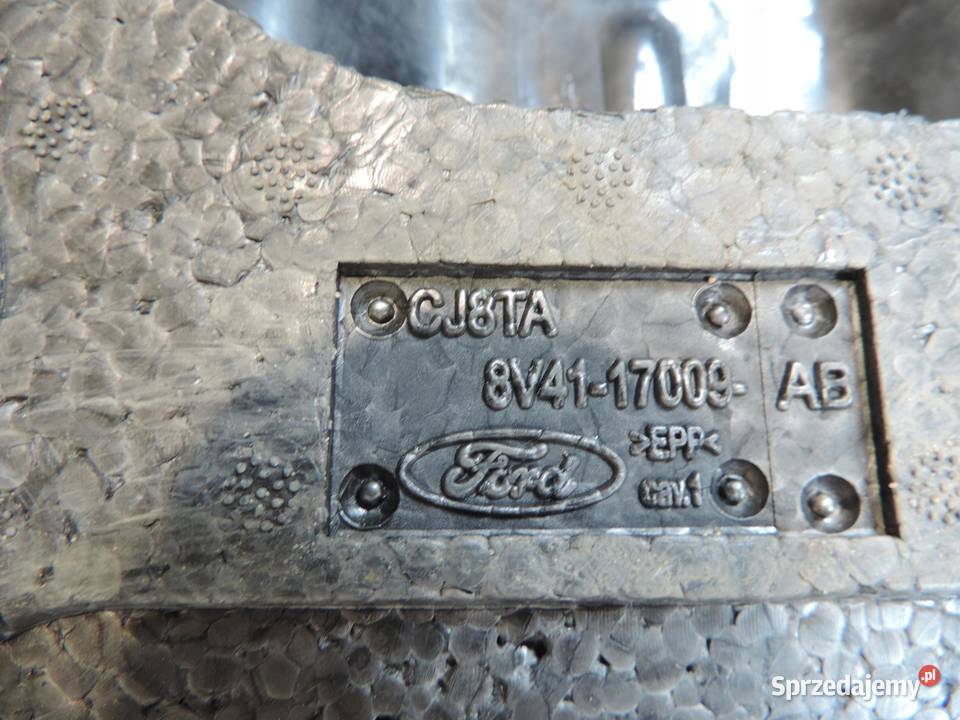 CJ8TA
8V41-17009- AB
Ford
>EPP<
cav.1
Sprzedajemy.pl